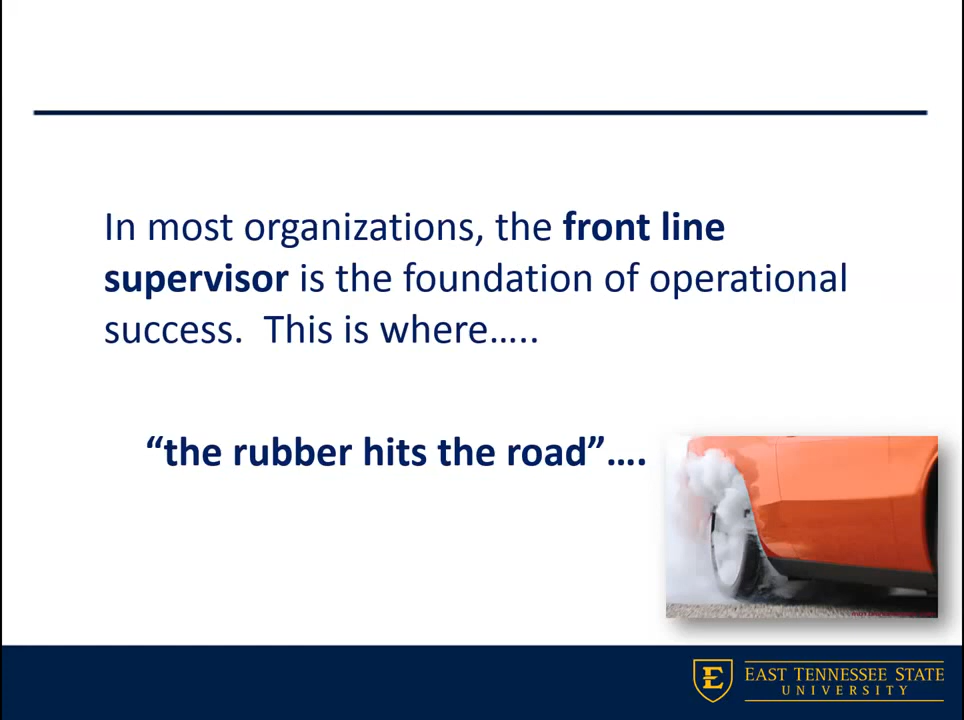 In most organizations, the front line
supervisor is the foundation of operational
success.  This is where…..
“the rubber hits the road”….
E
EAST TENNESSEE STATE
UNIVERSITY